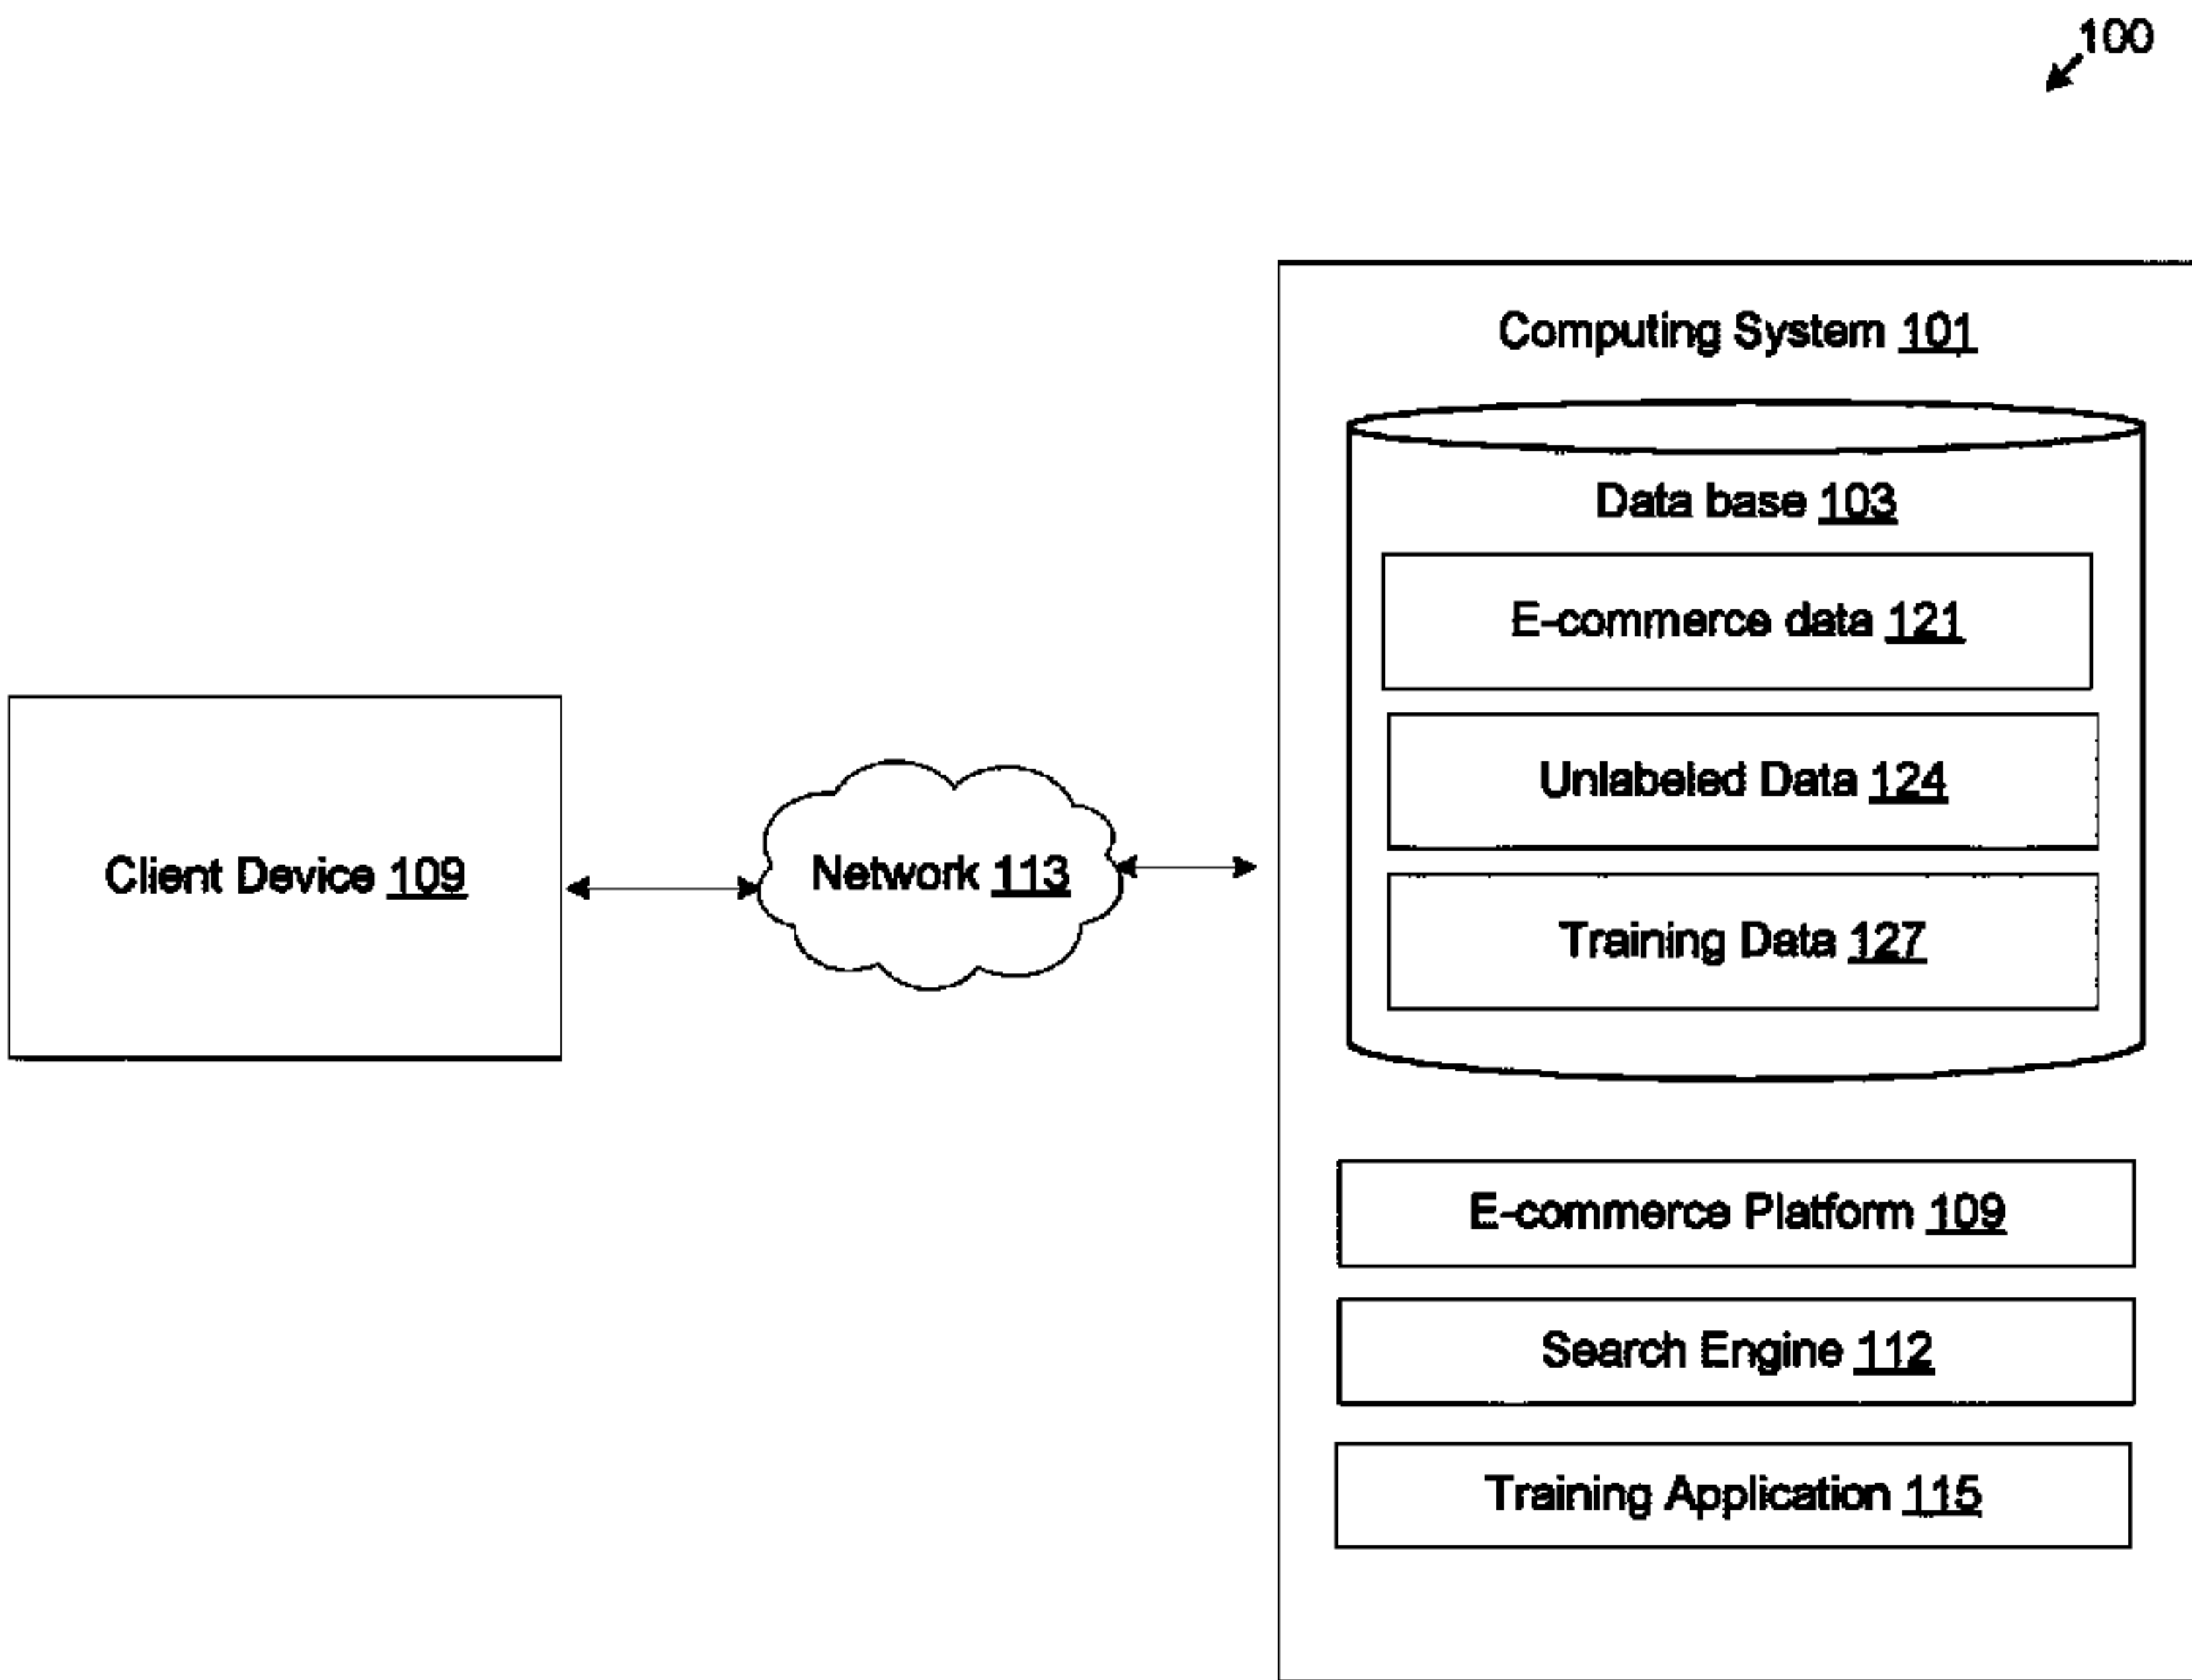 100
Computing System 101
Data base 103
E-commerce data 121
Unlabeled Data 124
Training Data 127
Client Device 109
Network 113
E-commerce Platform 109
Search Engine 112
Training Application 115